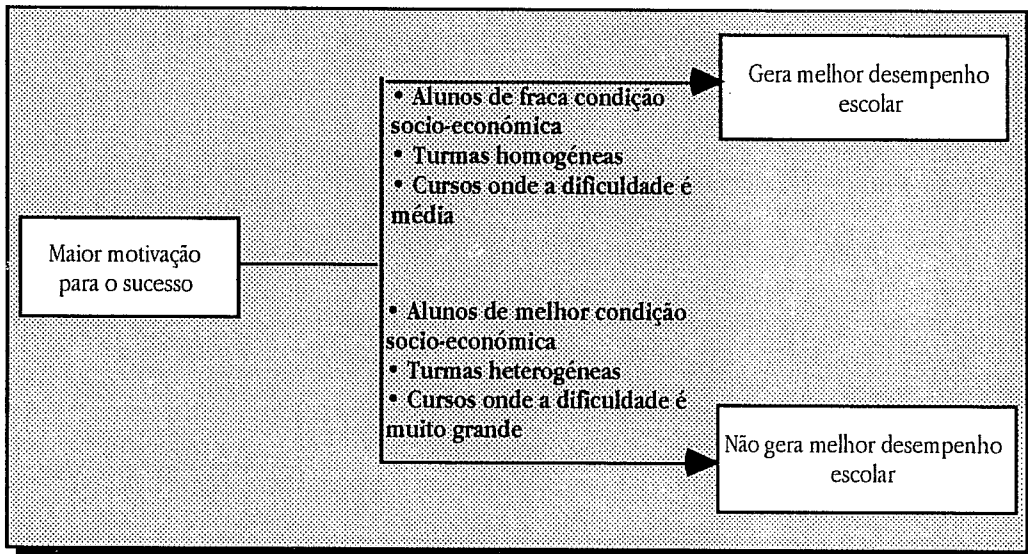 Gera melhor desempenho
escolar
• Alunos de fraca condição
socio-económica
• Turmas homogéneas
• Cursos onde a dificuldade é
média
Maior motivação
para o sucesso
• Alunos de melhor condição
socio-económica
• Turmas heterogéneas
• Cursos onde a dificuldade é
muito grande
Não gera melhor desempenho
escolar